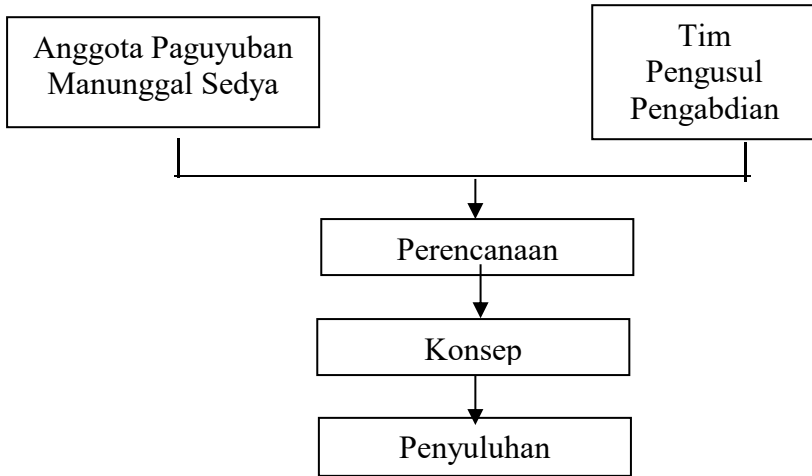 Anggota Paguyuban
Manunggal Sedya
Tim
Pengusul
Pengabdian
Perencanaan
Konsep
Penyuluhan